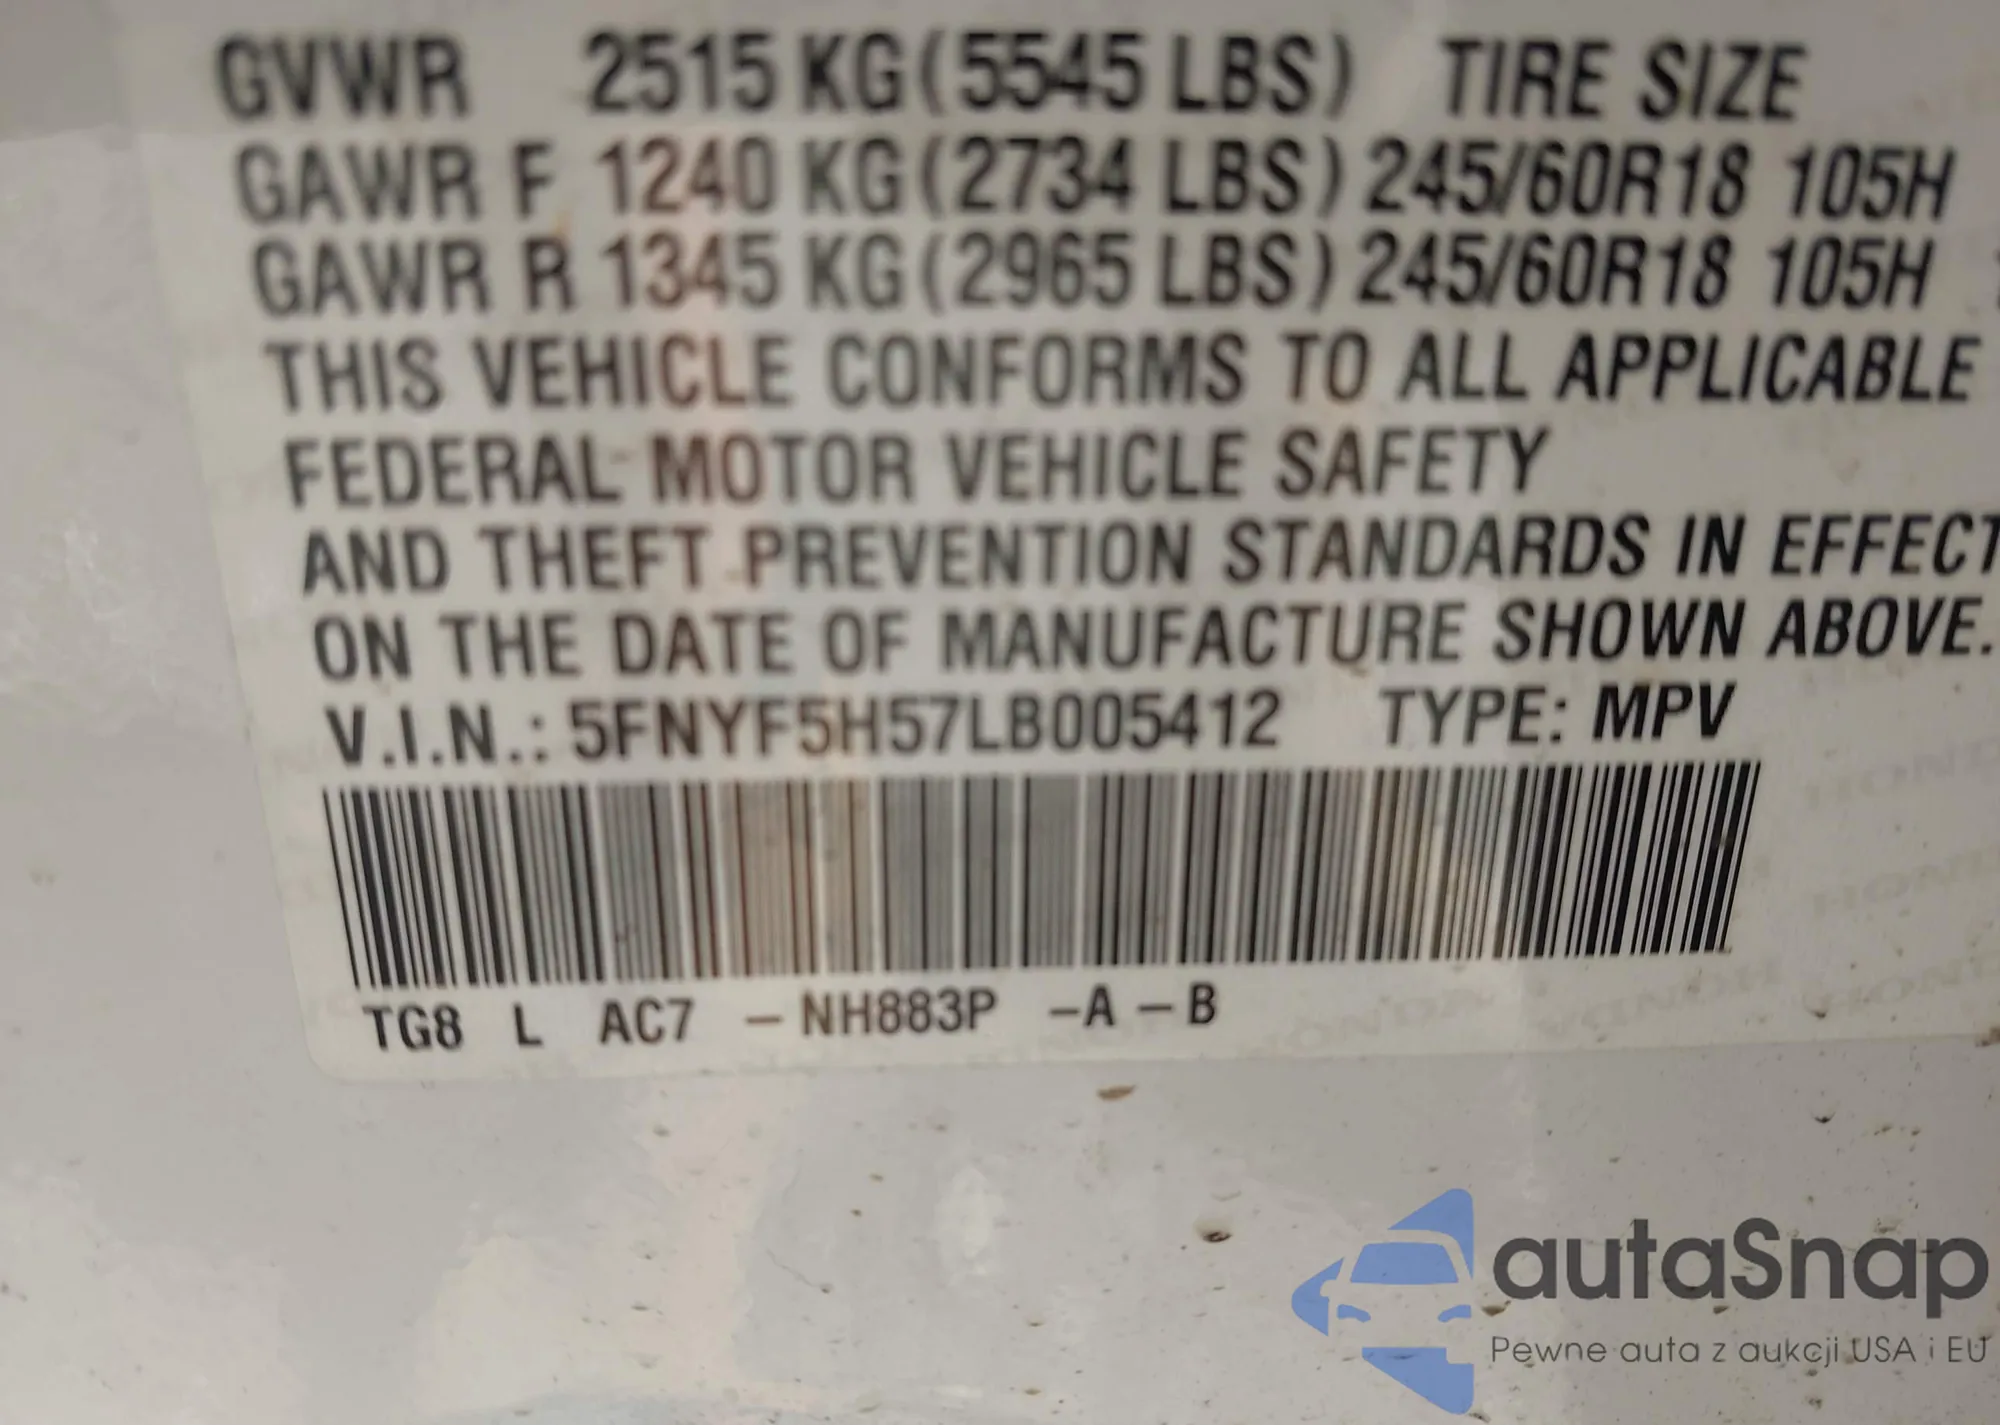 GVWR 2515 KG (5545 LBS) TIRE SIZE
GAWR F 1240 KG (2734 LBS) 245/60R18 105H
GAWR R 1345 KG (2965 LBS) 245/60R18 105H
THIS VEHICLE CONFORMS TO ALL APPLICABLE
FEDERAL MOTOR VEHICLE SAFETY
AND THEFT PREVENTION STANDARDS IN EFFECT
ON THE DATE OF MANUFACTURE SHOWN ABOVE.
V.I.N.: 5FNYF5H57LB005412 TYPE: MPV
TG8 L AC7 – NH883P –A – B
autaSnap
Pewne auta z aukcji USA i EU